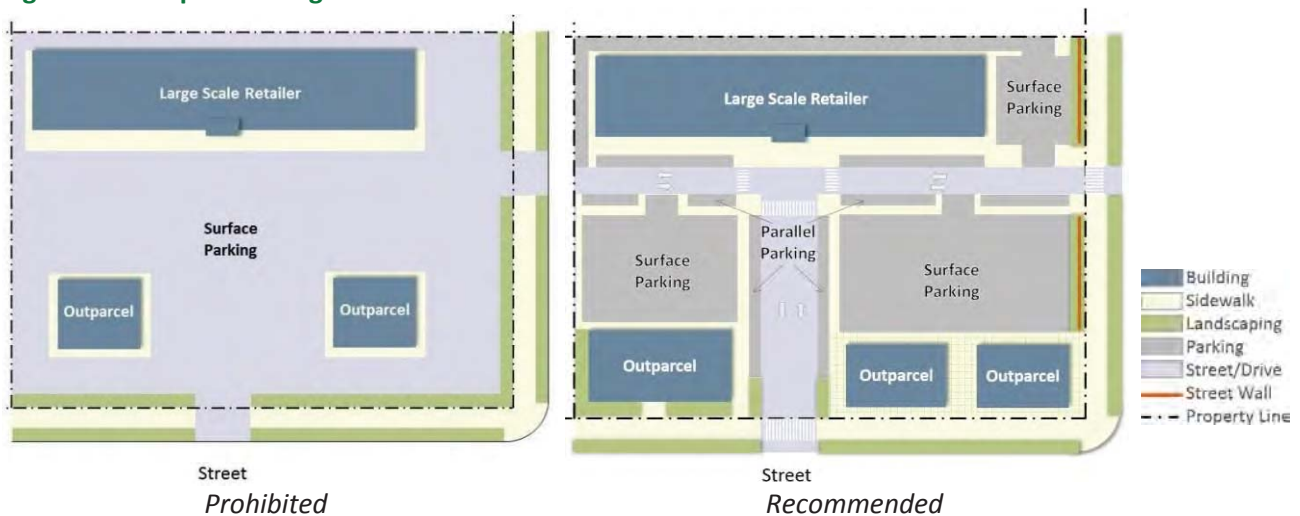 Large Scale Retailer
Surface
Parking
Outparcel
Outparcel
Street
Prohibited
Large Scale Retailer
Surface
Parking
Parallel
Parking
Surface
Parking
Surface
Parking
Outparcel
Outparcel
Outparcel
Street
Recommended
Building
Sidewalk
Landscaping
Parking
Street/Drive
Street Wall
Property Line